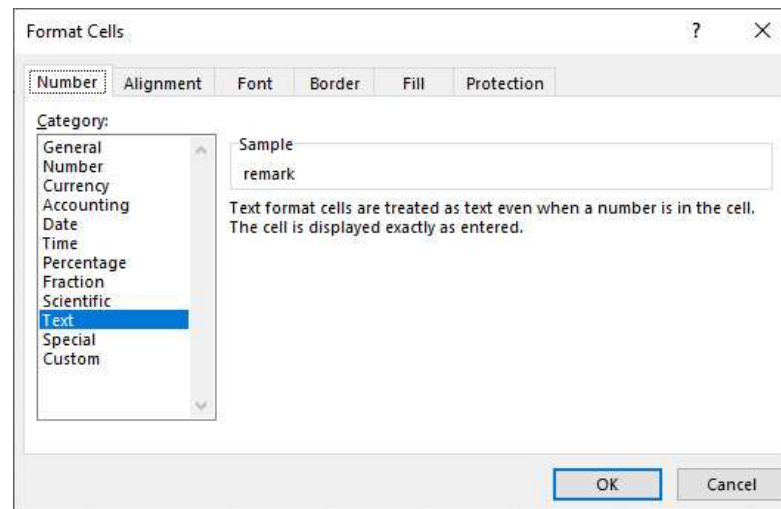 Format Cells
?
Number Alignment Font Border Fill Protection
Category:
General
Number
Currency
Accounting
Date
Time
Percentage
Fraction
Scientific
Text
Special
Custom
Sample
remark
Text format cells are treated as text even when a number is in the cell.
The cell is displayed exactly as entered.
OK Cancel